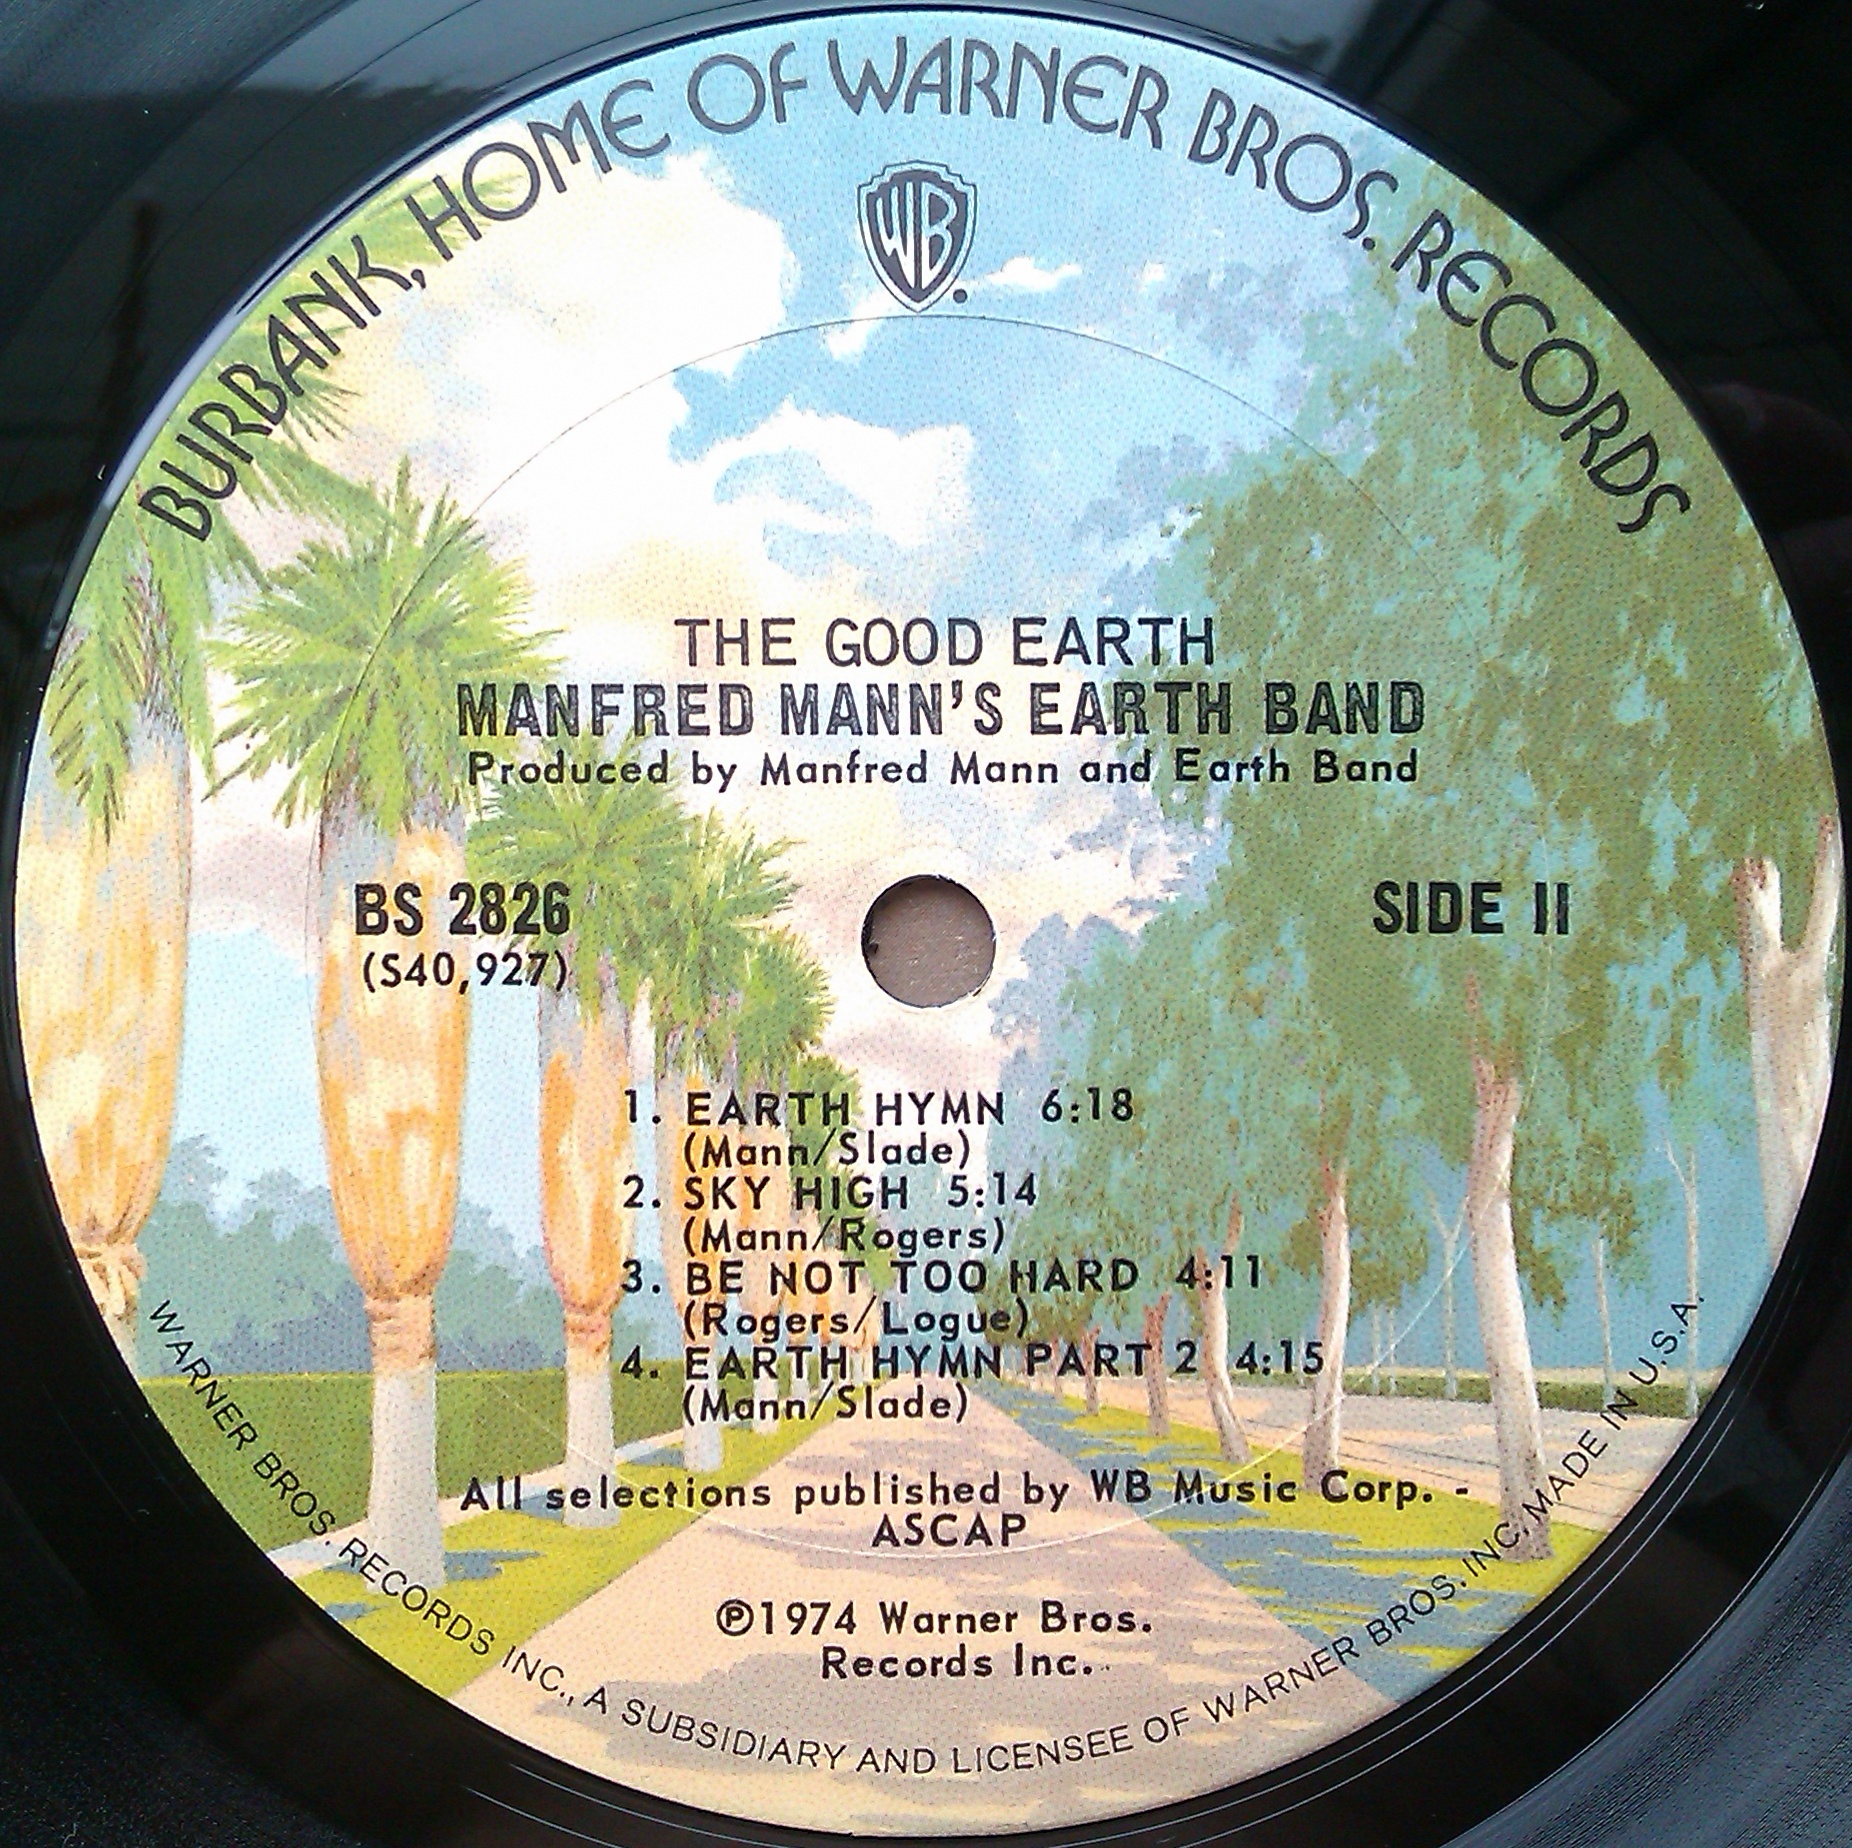 BURBANK, HOME OF WARNER BROS. RECORDS
WB
THE GOOD EARTH
MANFRED MANN'S EARTH BAND
Produced by Manfred Mann and Earth Band
BS 2826
(S40,927)
SIDE II
1. EARTH HYMN 6:18
(Mann/Slade)
2. SKY HIGH 5:14
(Mann/Rogers)
3. BE NOT TOO HARD 4:11
(Rogers/Logue)
4. EARTH HYMN PART 2 4:15
(Mann/Slade)
All selections published by WB Music Corp. -
ASCAP
℗1974 Warner Bros.
Records Inc.
WARNER BROS. RECORDS INC., A SUBSIDIARY AND LICENSEE OF WARNER BROS. INC. MADE IN U.S.A.